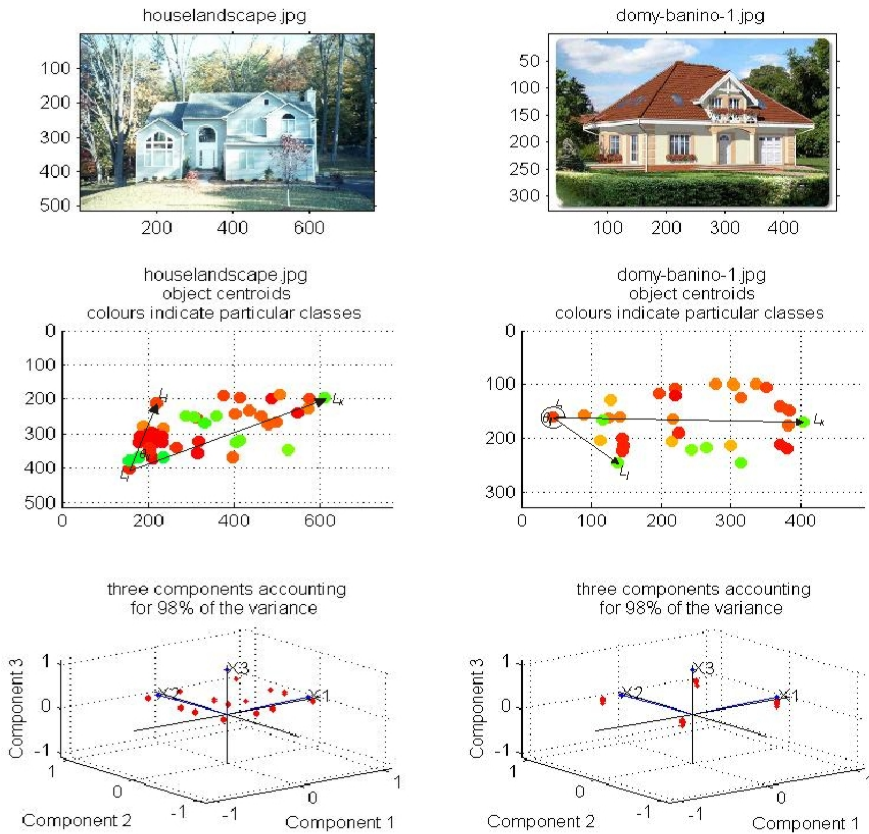 houselandscape.jpg
100
200
300
400
500
200 400 600
domy-banino-1.jpg
50
100
150
200
250
300
100 200 300 400
houselandscape.jpg
object centroids
colours indicate particular classes
0
100
200
300
400
500
0 200 400 600
Lk
domy-banino-1.jpg
object centroids
colours indicate particular classes
0
100
200
300
0 100 200 300 400
Lk
three components accounting
for 98% of the variance
X3
X2
X1
Component 3
1
0
-1
1 0 -1
Component 2
-1 0 1
Component 1
three components accounting
for 98% of the variance
X3
X2
X1
Component 3
1
0
-1
1 0 -1
Component 2
-1 0 1
Component 1